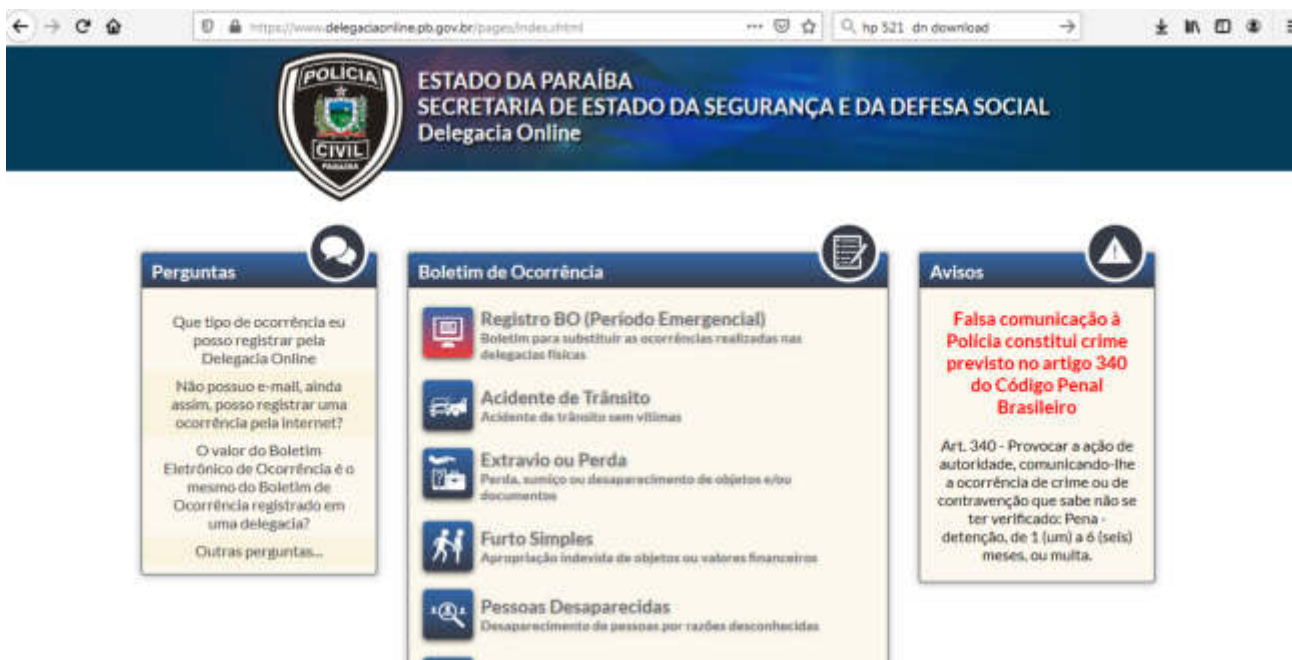 https://www.delegaciaonline.pb.gov.br/pages/index.xhtml
hp 521 dn download
POLÍCIA
CIVIL
PARAÍBA
ESTADO DA PARAÍBA
SECRETARIA DE ESTADO DA SEGURANÇA E DA DEFESA SOCIAL
Delegacia Online
Perguntas
Que tipo de ocorrência eu
posso registrar pela
Delegacia Online
Não possuo e-mail, ainda
assim, posso registrar uma
ocorrência pela internet?
O valor do Boletim
Eletrônico de Ocorrência é o
mesmo do Boletim de
Ocorrência registrado em
uma delegacia?
Outras perguntas...
Boletim de Ocorrência
Registro BO (Período Emergencial)
Boletim para substituir as ocorrências realizadas nas
delegacias físicas
Acidente de Trânsito
Acidente de trânsito sem vítimas
Extravio ou Perda
Perda, sumiço ou desaparecimento de objetos e/ou
documentos
Furto Simples
Apropriação indevida de objetos ou valores financeiros
Pessoas Desaparecidas
Desaparecimento de pessoas por razões desconhecidas
Avisos
Falsa comunicação à
Polícia constitui crime
previsto no artigo 340
do Código Penal
Brasileiro
Art. 340 - Provocar a ação de
autoridade, comunicando-lhe
a ocorrência de crime ou de
contravenção que sabe não se
ter verificado: Pena -
detenção, de 1 (um) a 6 (seis)
meses, ou multa.